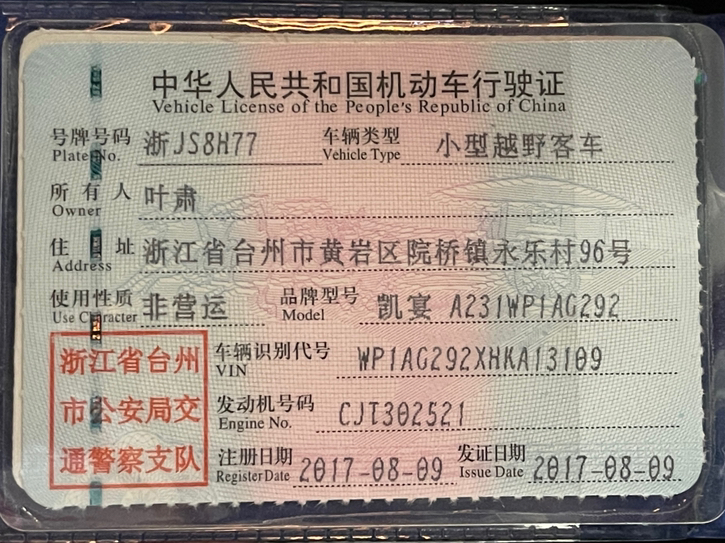 中华人民共和国机动车行驶证
Vehicle License of the People's Republic of China
号牌号码 浙JS8H77 车辆类型 小型越野客车
Plate No. Vehicle Type
所有人 叶肃
Owner
住址 浙江省台州市黄岩区院桥镇永乐村96号
Address
使用性质 非营运 品牌型号 凯宴 A231WP1AG292
Use Character Model
浙江省台州 车辆识别代号 WP1AG292XHKA13109
VIN
市公安局交 发动机号码 CJT302521
Engine No.
通警察支队 注册日期 2017-08-09 发证日期 2017-08-09
Register Date Issue Date